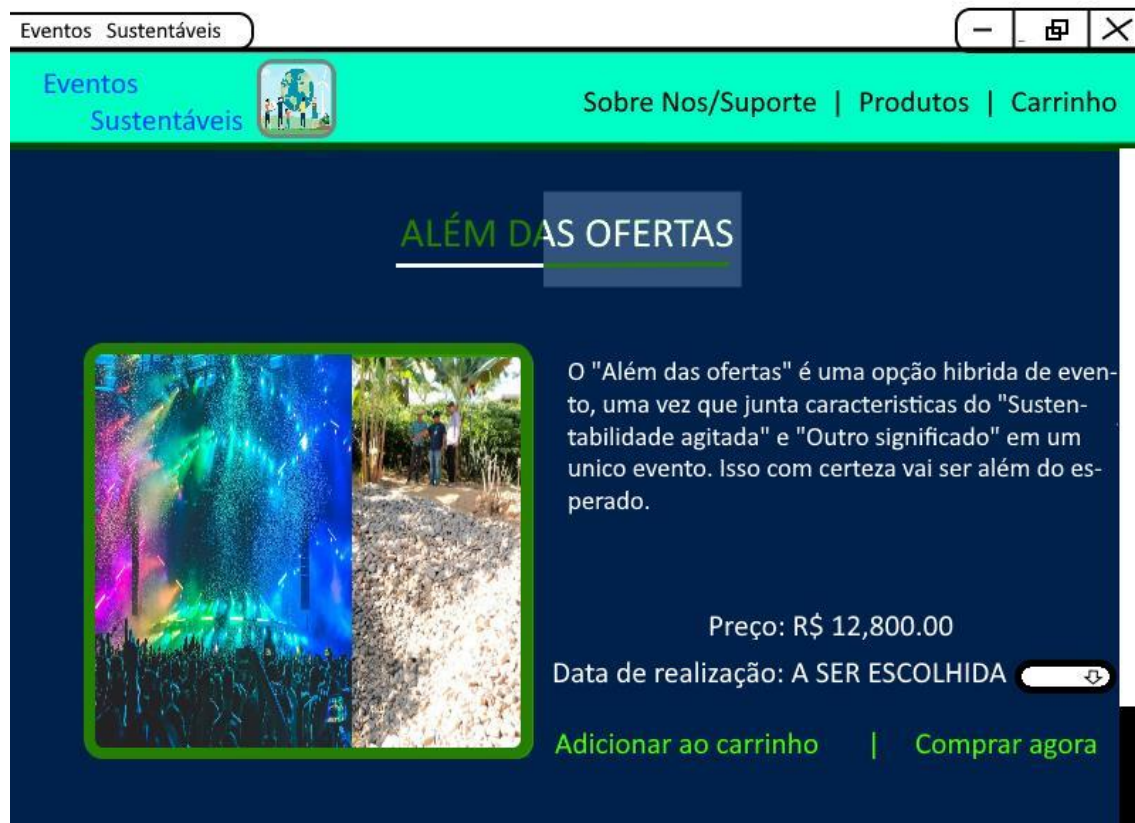 Eventos Sustentáveis
Eventos
Sustentáveis
Sobre Nos/Suporte | Produtos | Carrinho
ALÉM DAS OFERTAS
O "Além das ofertas" é uma opção hibrida de even-
to, uma vez que junta caracteristicas do "Susten-
tabilidade agitada" e "Outro significado" em um
unico evento. Isso com certeza vai ser além do es-
perado.
Preço: R$ 12,800.00
Data de realização: A SER ESCOLHIDA
Adicionar ao carrinho | Comprar agora